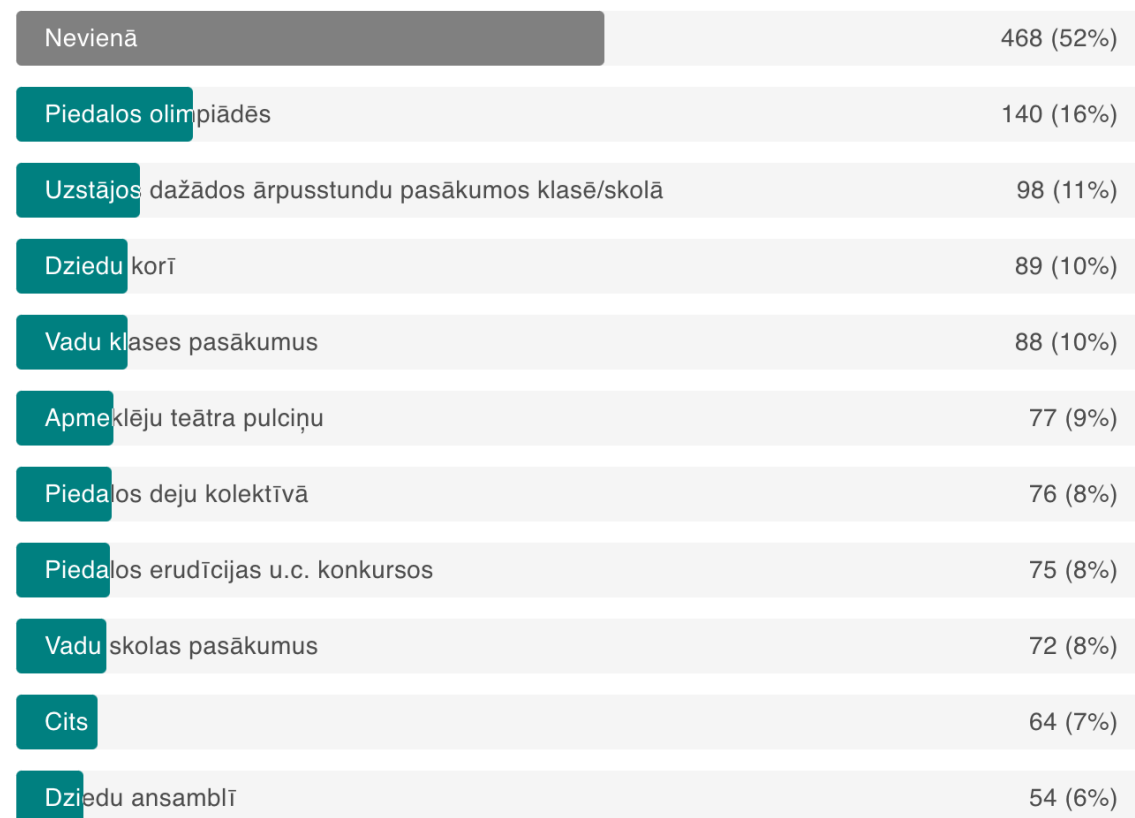 Nevienā 468 (52%)
Piedalos olimpiādēs 140 (16%)
Uzstājos dažādos ārpusstundu pasākumos klasē/skolā 98 (11%)
Dziedu korī 89 (10%)
Vadu klases pasākumus 88 (10%)
Apmeklēju teātra pulciņu 77 (9%)
Piedalos deju kolektīvā 76 (8%)
Piedalos erudīcijas u.c. konkursos 75 (8%)
Vadu skolas pasākumus 72 (8%)
Cits 64 (7%)
Dziedu ansamblī 54 (6%)